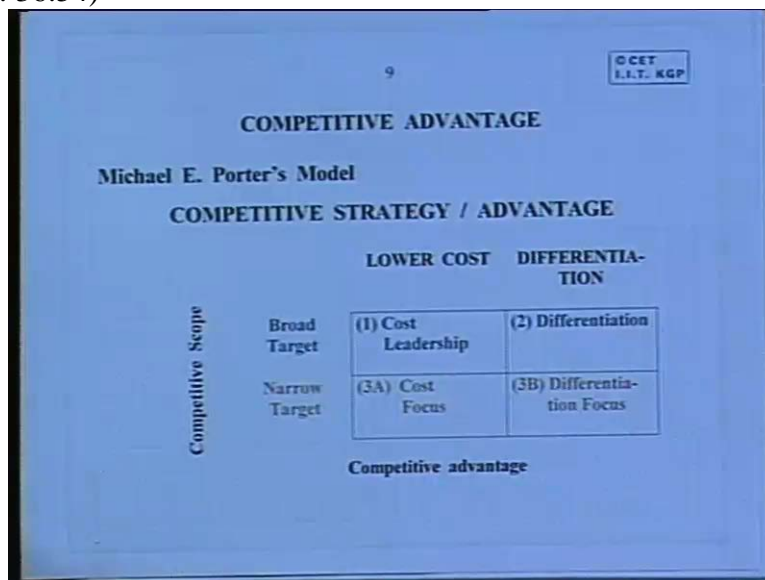 9
© CET
I.I.T. KGP
COMPETITIVE ADVANTAGE
Michael E. Porter's Model
COMPETITIVE STRATEGY / ADVANTAGE
LOWER COST DIFFERENTIA-
TION
Competitive Scope
Broad
Target
(1) Cost
Leadership
(2) Differentiation
Narrow
Target
(3A) Cost
Focus
(3B) Differentia-
tion Focus
Competitive advantage